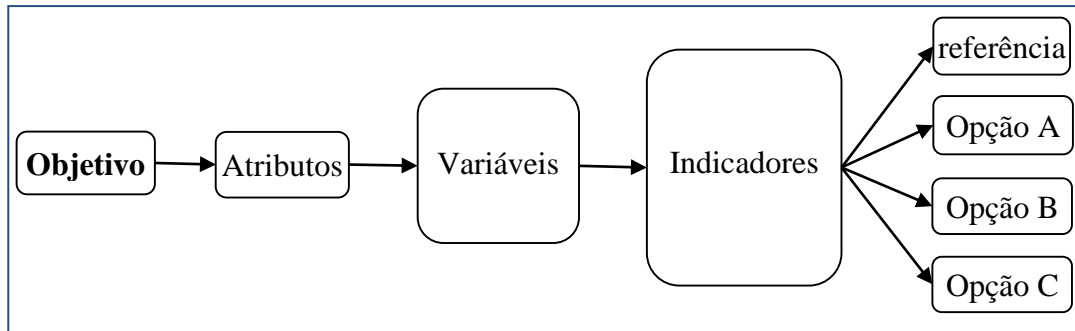 Objetivo
Atributos
Variáveis
Indicadores
referência
Opção A
Opção B
Opção C